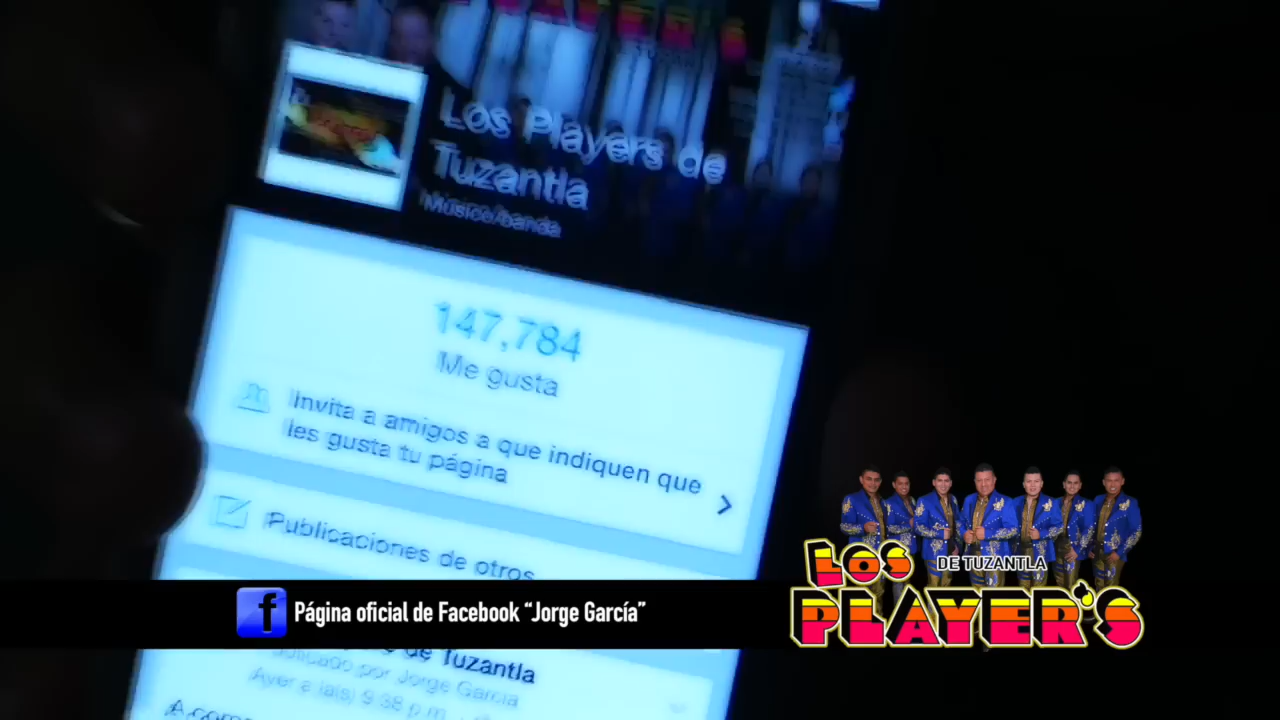 Los Players de
Tuzantla
Músico/banda
147,784
Me gusta
Invita a amigos a que indiquen que
les gusta tu página
Publicaciones de otros
f Página oficial de Facebook “Jorge García”
LOS
DE TUZANTLA
PLAYER'S
de Tuzantla
publicado por Jorge García
Ayer a la(s) 9:38 p.m.